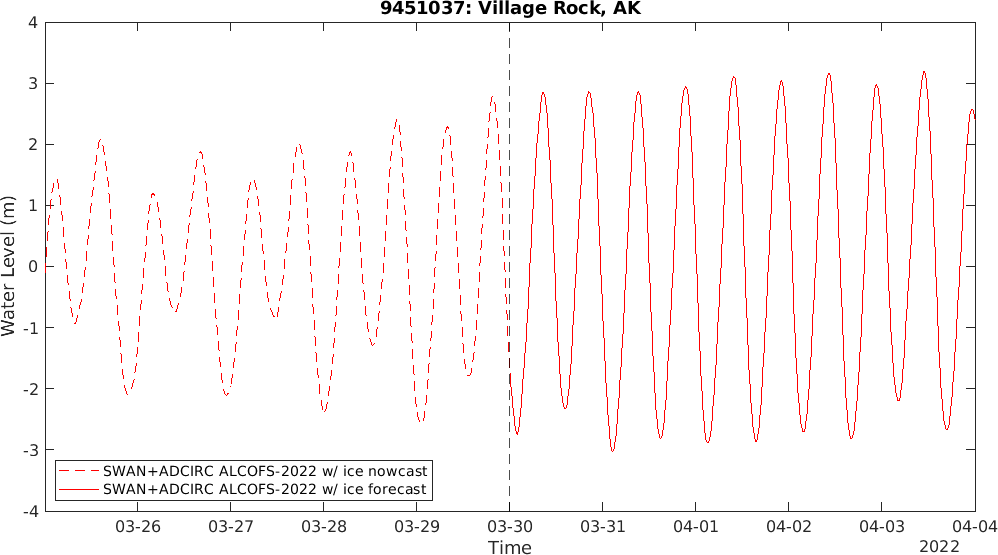 9451037: Village Rock, AK
Water Level (m)
4
3
2
1
0
-1
-2
-3
-4
SWAN+ADCIRC ALCOFS-2022 w/ ice nowcast
SWAN+ADCIRC ALCOFS-2022 w/ ice forecast
03-26 03-27 03-28 03-29 03-30 03-31 04-01 04-02 04-03 04-04
Time
2022